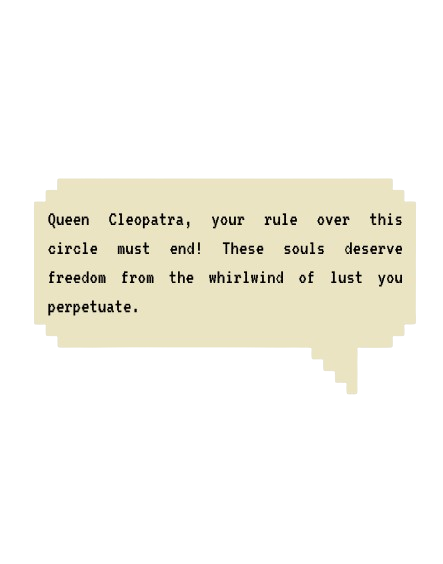 Queen Cleopatra, your rule over this
circle must end! These souls deserve
freedom from the whirlwind of lust you
perpetuate.